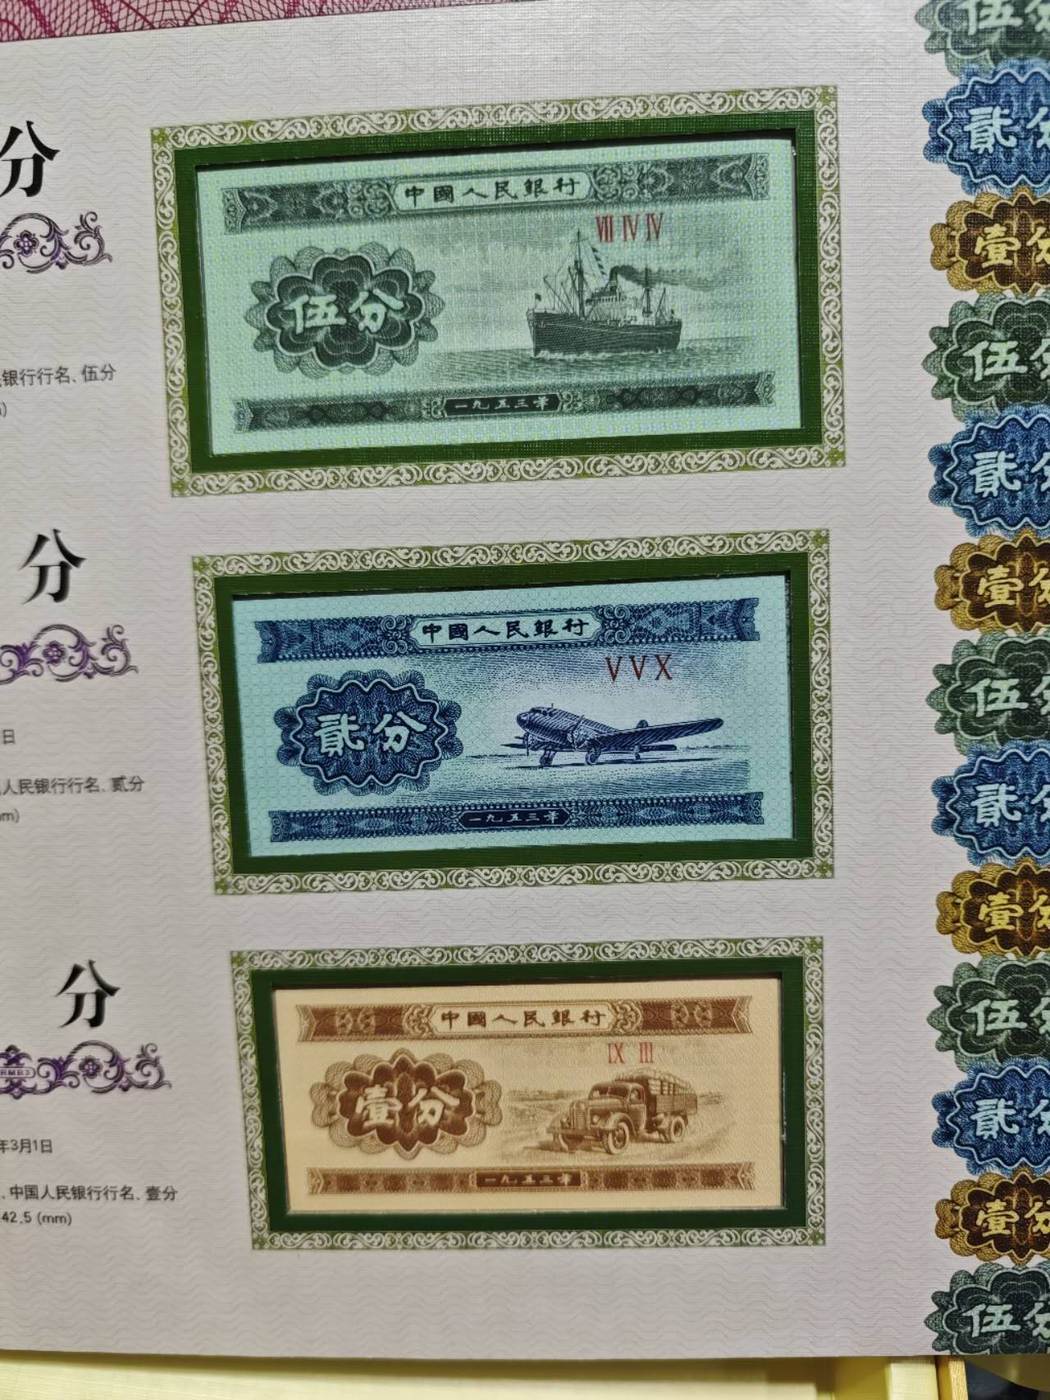 分
银行行名、伍分
中國人民銀行
VII IV IV
伍分
一九五三年
分
日
人民银行行名、贰分
mm)
中國人民銀行
V V X
貳分
一九五三年
分
年3月1日
、中国人民银行行名、壹分
42.5 (mm)
中國人民銀行
IX III
壹分
一九五三年
伍分
貳分
壹分
伍分
貳分
壹分
伍分
貳分
壹分
伍分
貳分
壹分
伍分